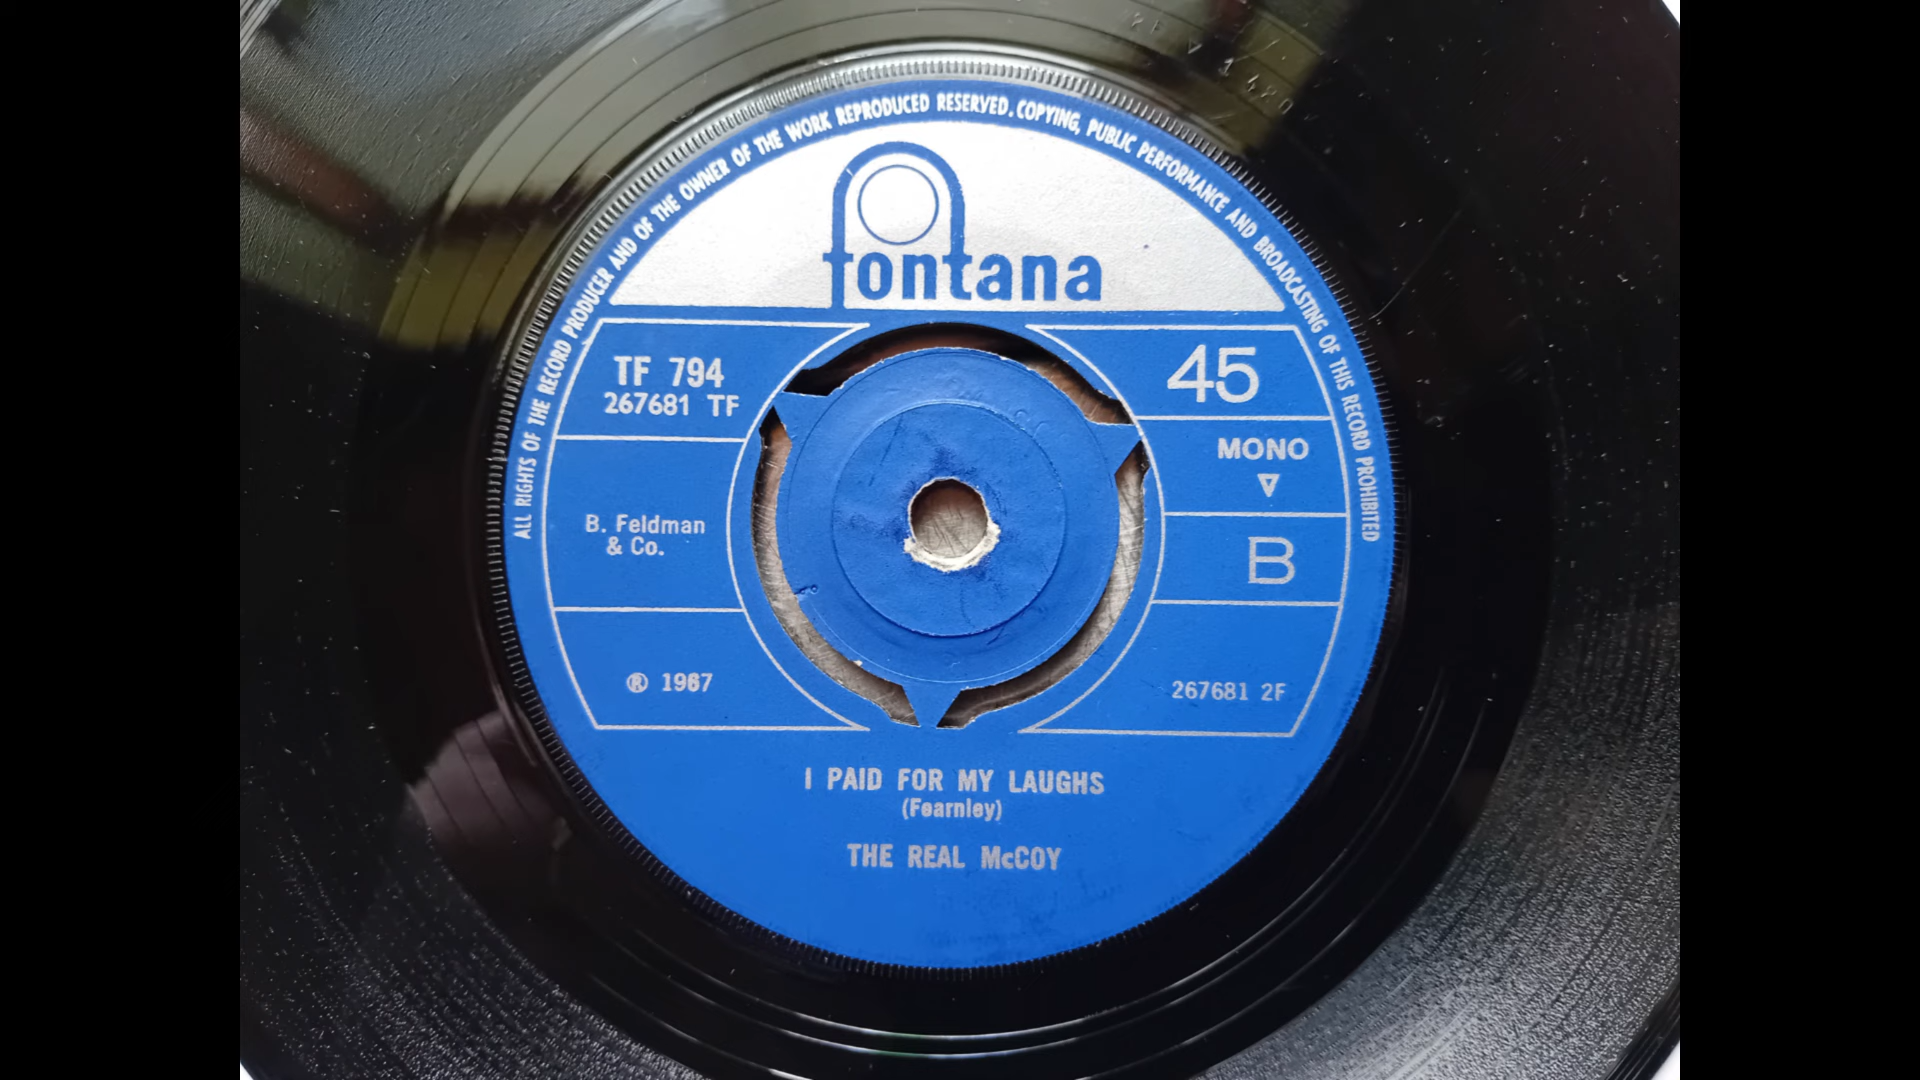 ALL RIGHTS OF THE RECORD PRODUCER AND OF THE OWNER OF THE WORK REPRODUCED RESERVED. COPYING, PUBLIC PERFORMANCE AND BROADCASTING OF THIS RECORD PROHIBITED
fontana
TF 794
267681 TF
45
MONO
▽
B. Feldman
& Co.
B
℗ 1967
267681 2F
I PAID FOR MY LAUGHS
(Fearnley)
THE REAL McCOY